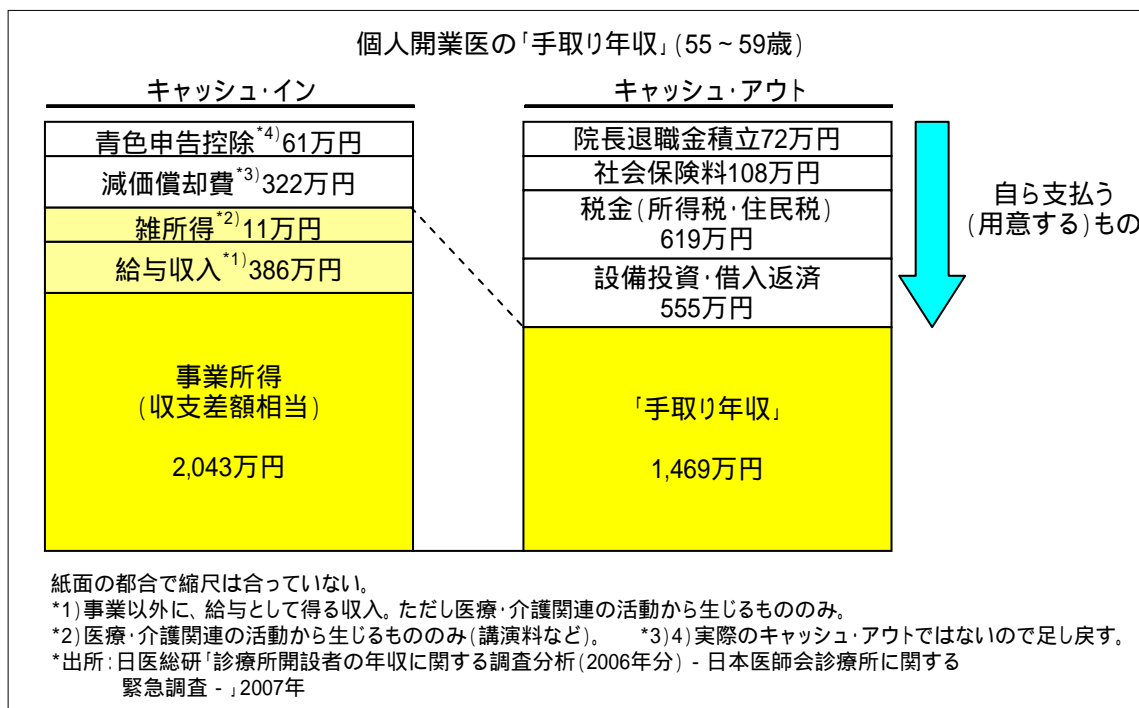 個人開業医の「手取り年収」(55～59歳)
キャッシュ・イン
青色申告控除*4)61万円
減価償却費*3)322万円
雑所得*2)11万円
給与収入*1)386万円
事業所得
(収支差額相当)
2,043万円
キャッシュ・アウト
院長退職金積立72万円
社会保険料108万円
税金(所得税・住民税)
619万円
設備投資・借入返済
555万円
「手取り年収」
1,469万円
自ら支払う
(用意する)もの
紙面の都合で縮尺は合っていない。
*1)事業以外に、給与として得る収入。ただし医療・介護関連の活動から生じるもののみ。
*2)医療・介護関連の活動から生じるもののみ(講演料など)。 *3)4)実際のキャッシュ・アウトではないので足し戻す。
*出所:日医総研「診療所開設者の年収に関する調査分析(2006年分) - 日本医師会診療所に関する
緊急調査 - 」2007年